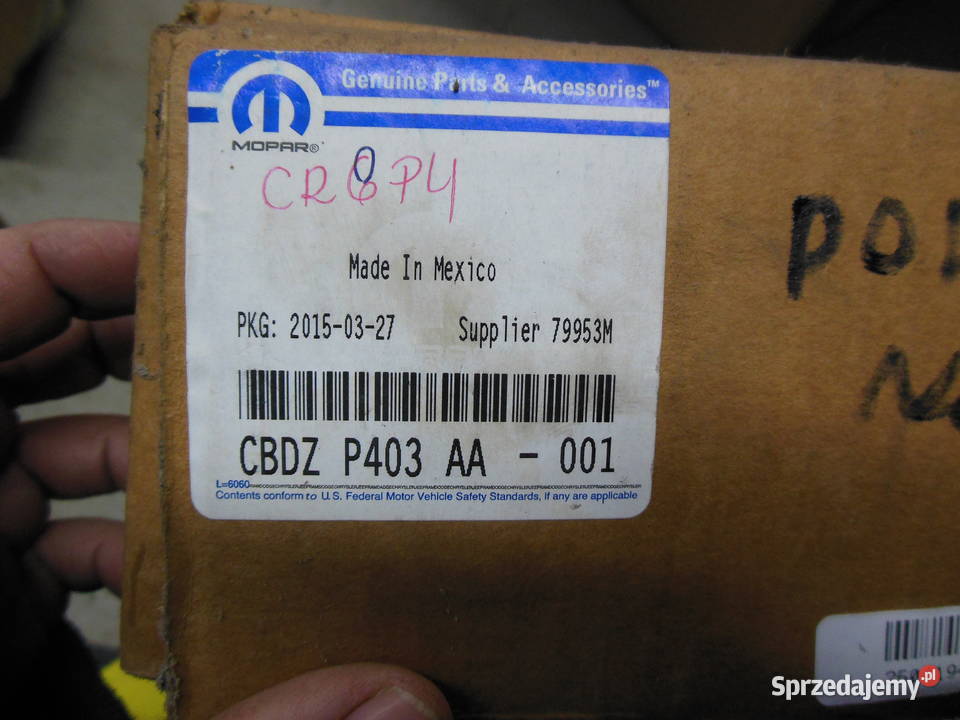 Genuine Parts & Accessories™
MOPAR®
CR8P4
Made In Mexico
PKG: 2015-03-27 Supplier 79953M
CBDZ P403 AA - 001
L=6060
Contents conform to U.S. Federal Motor Vehicle Safety Standards, if any are applicable
Sprzedajemy.pl